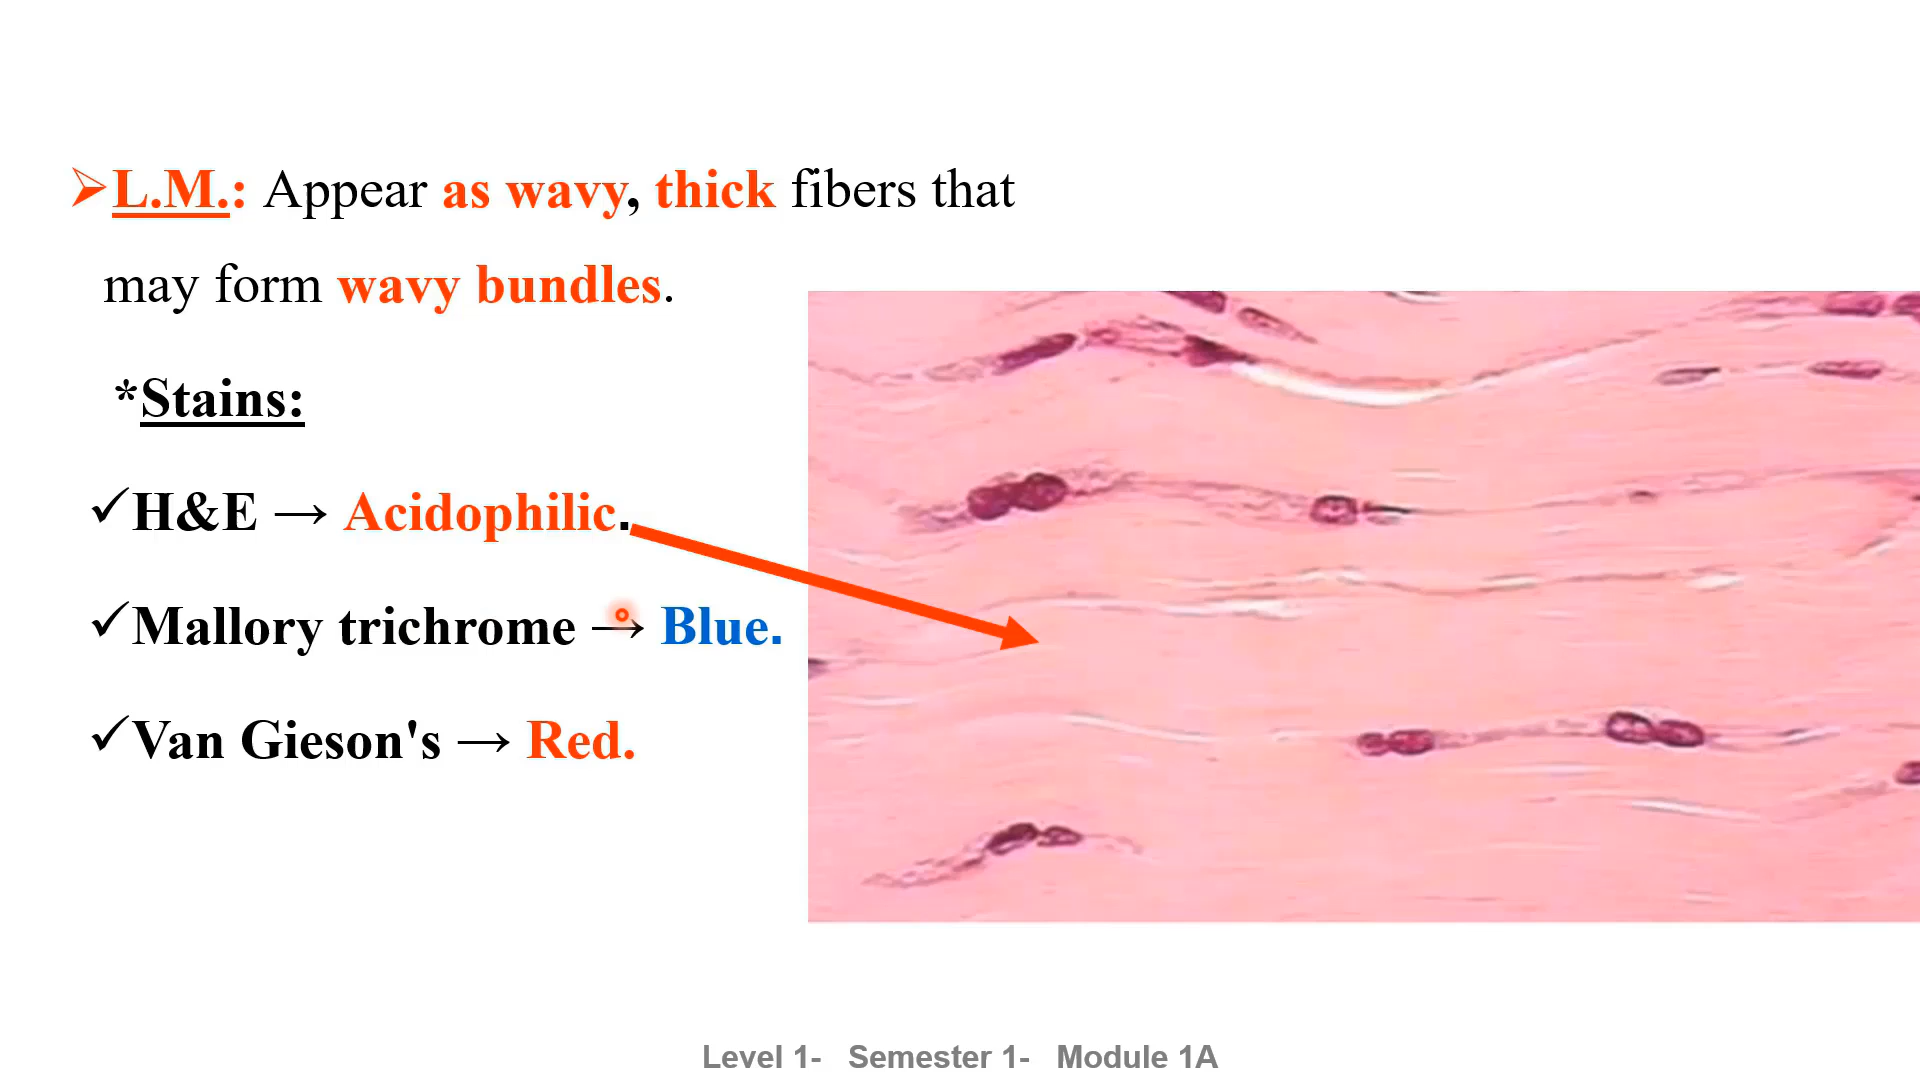 ➢L.M.: Appear as wavy, thick fibers that
may form wavy bundles.
*Stains:
✓H&E → Acidophilic.
✓Mallory trichrome → Blue.
✓Van Gieson's → Red.
Level 1- Semester 1- Module 1A